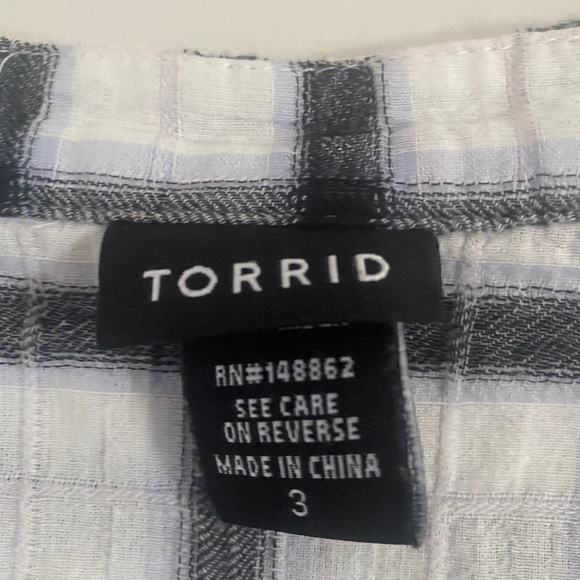 TORRID
RN#148862
SEE CARE
ON REVERSE
MADE IN CHINA
3